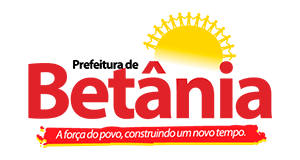 Prefeitura de
Betânia
A força do povo, construindo um novo tempo.